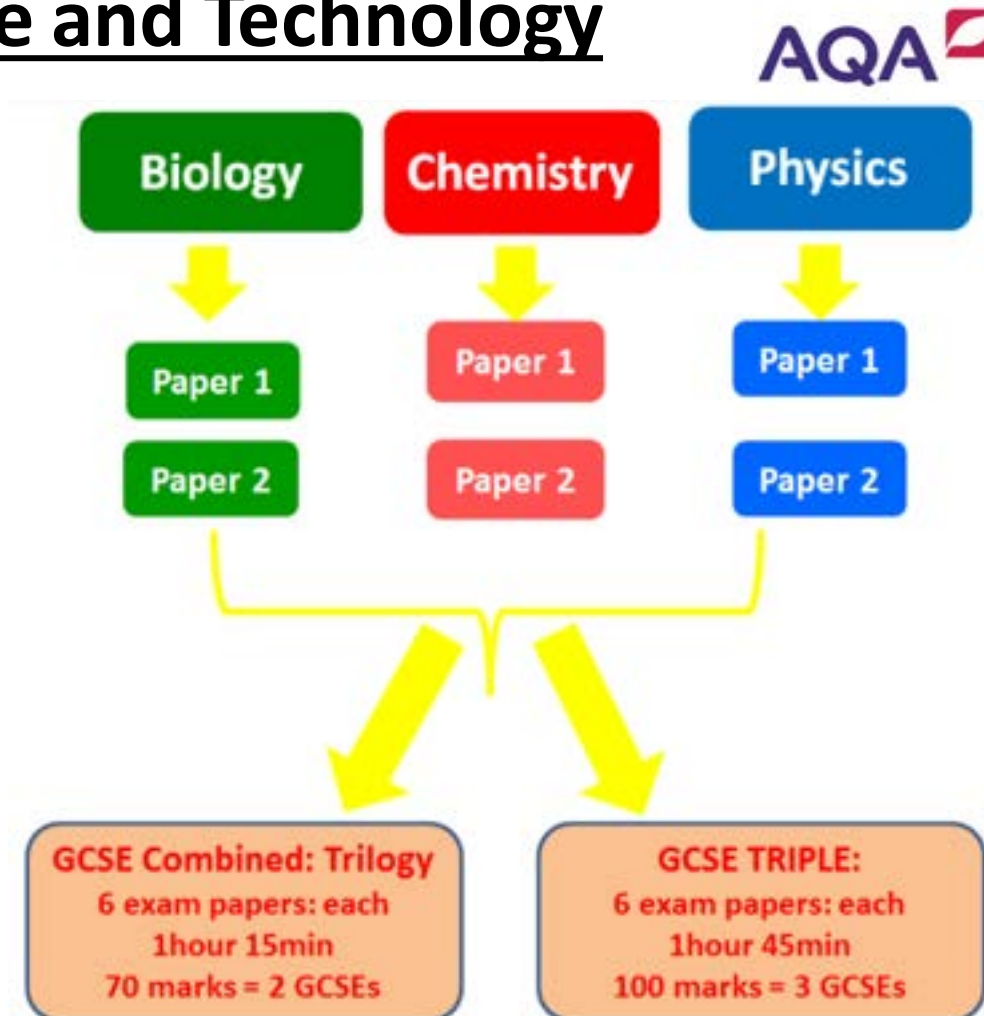 e and Technology
AQA
Biology
Chemistry
Physics
Paper 1
Paper 1
Paper 1
Paper 2
Paper 2
Paper 2
GCSE Combined: Trilogy
6 exam papers: each
1hour 15min
70 marks = 2 GCSEs
GCSE TRIPLE:
6 exam papers: each
1hour 45min
100 marks = 3 GCSEs